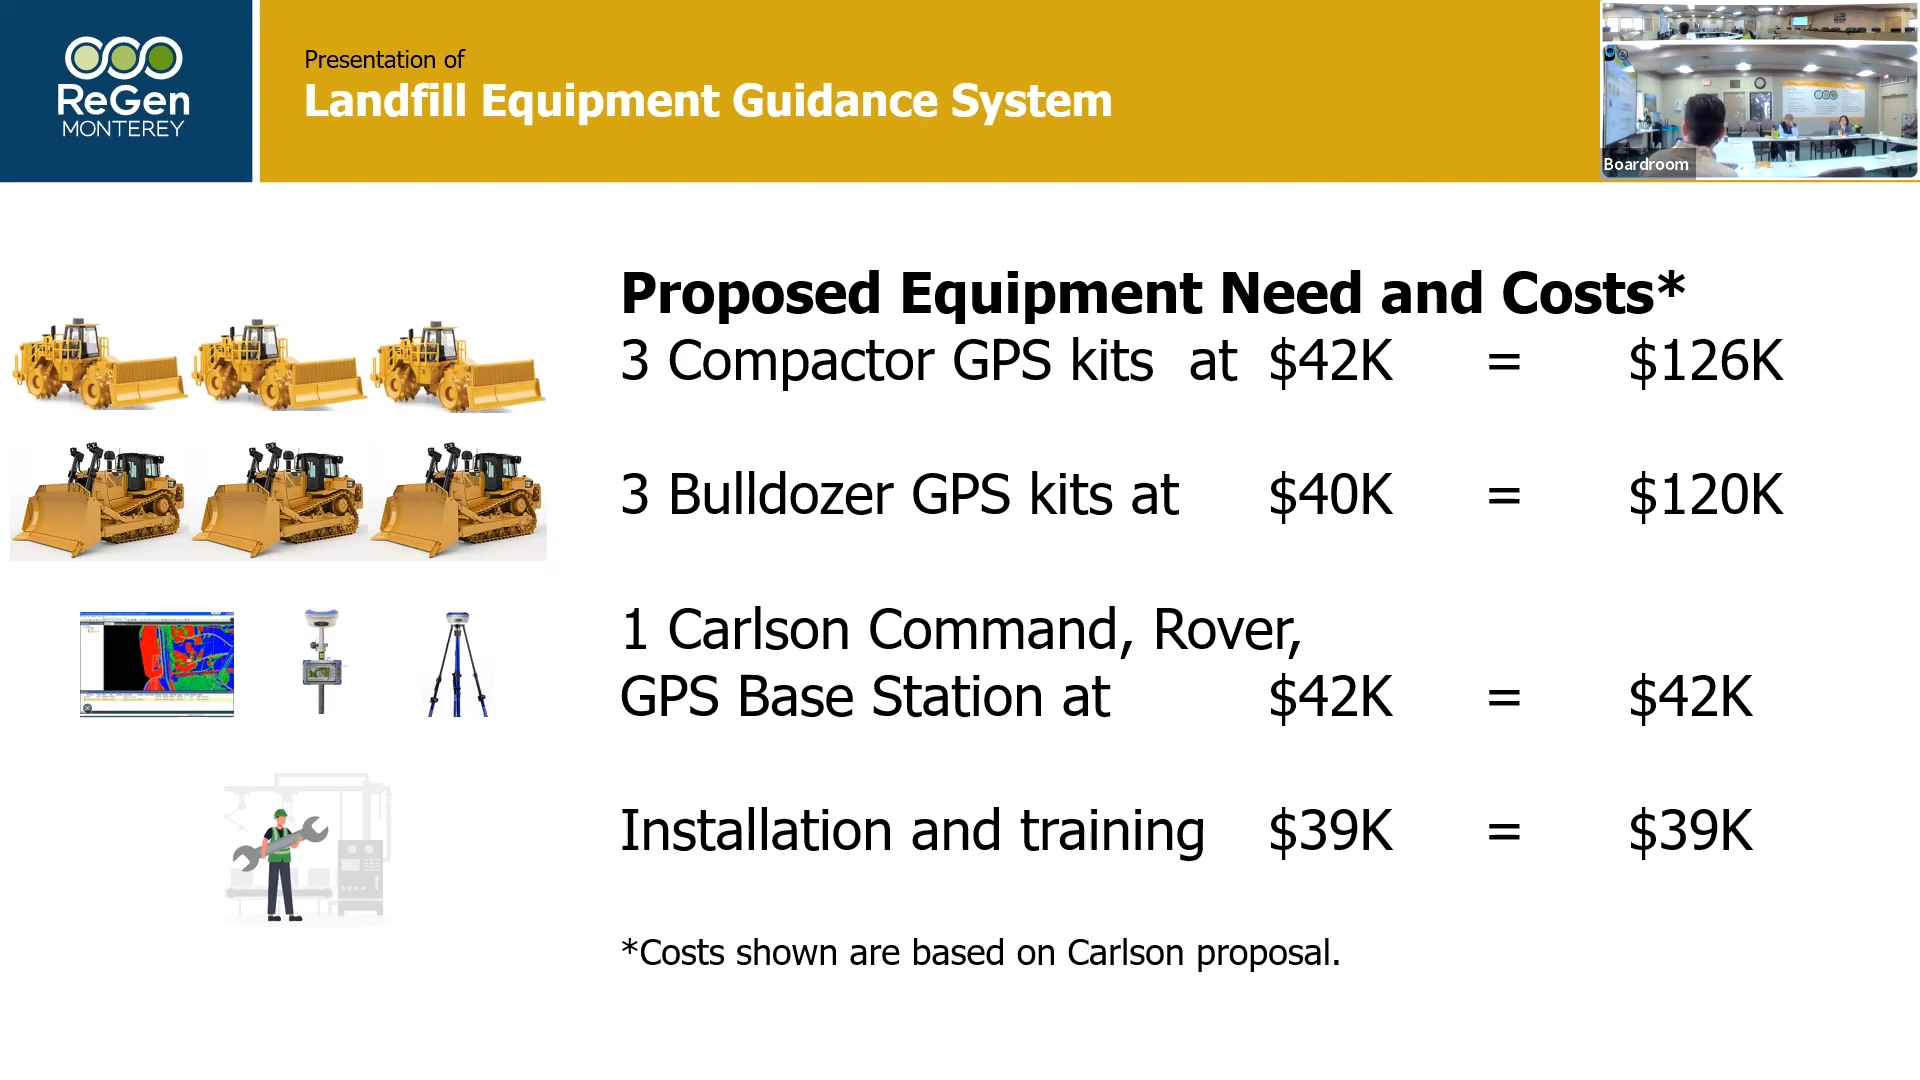 ReGen
MONTEREY
Presentation of
Landfill Equipment Guidance System
Boardroom
Proposed Equipment Need and Costs*
3 Compactor GPS kits at $42K = $126K
3 Bulldozer GPS kits at $40K = $120K
1 Carlson Command, Rover,
GPS Base Station at $42K = $42K
Installation and training $39K = $39K
*Costs shown are based on Carlson proposal.